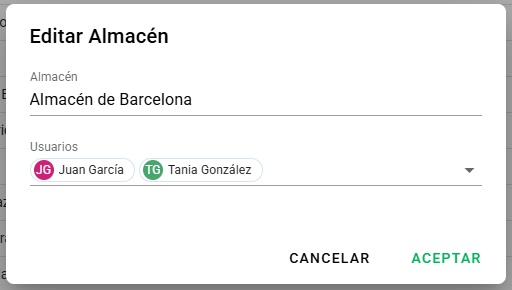 Editar Almacén
Almacén
Almacén de Barcelona
Usuarios
JG Juan García TG Tania González
CANCELAR ACEPTAR